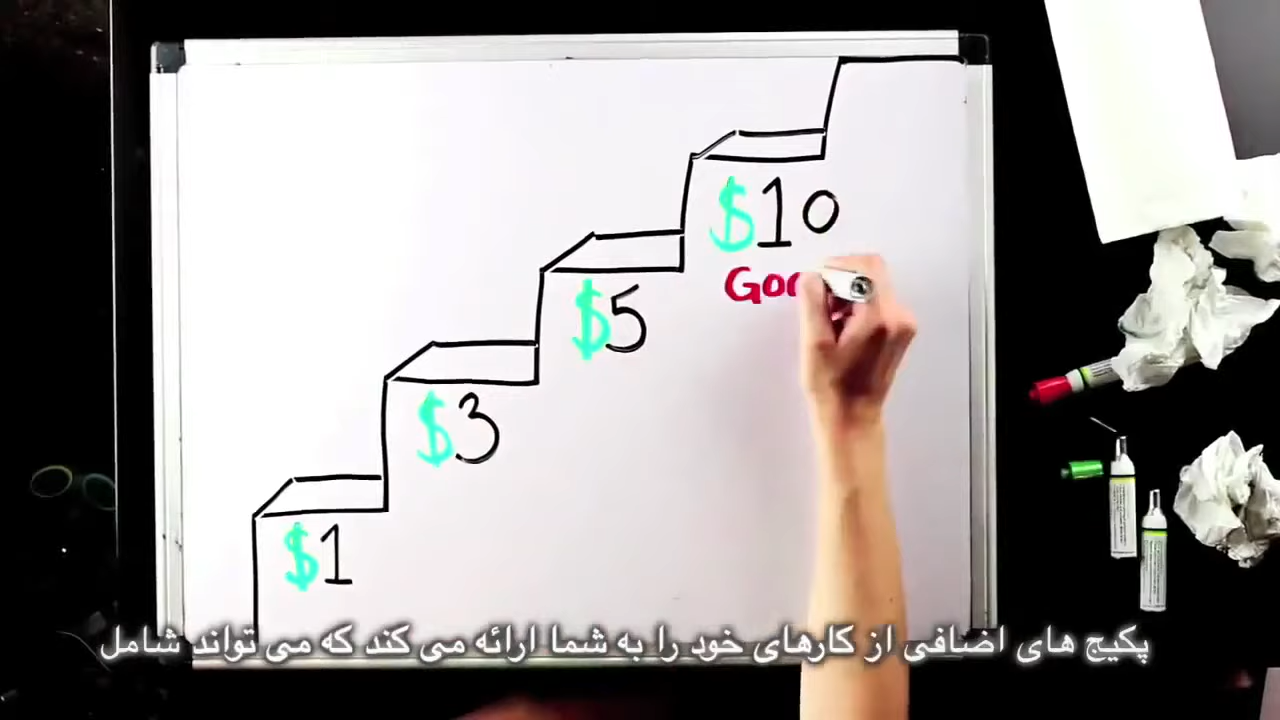 $10
$5
$3
$1
پکیج های اضافی از کارهای خود را به شما ارائه می کند که می تواند شامل